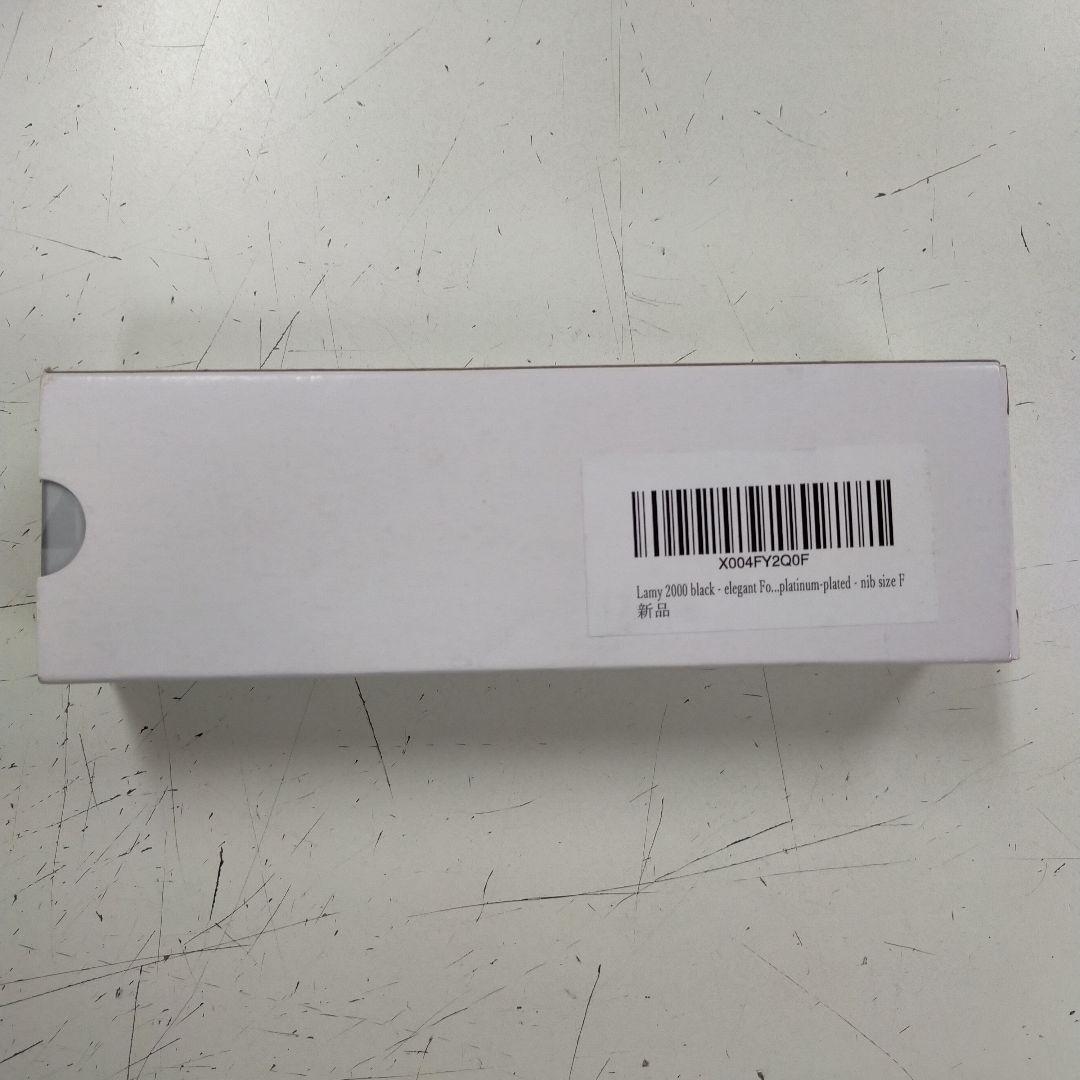 X004FY2Q0F
Lamy 2000 black - elegant Fo...platinum-plated - nib size F
新品